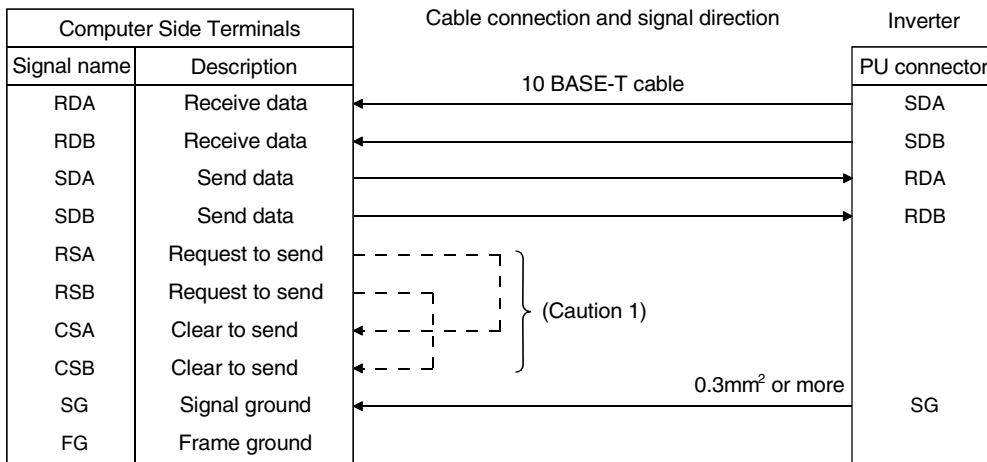 Computer Side Terminals
Cable connection and signal direction
Inverter
Signal name Description
PU connector
10 BASE-T cable
RDA Receive data SDA
RDB Receive data SDB
SDA Send data RDA
SDB Send data RDB
RSA Request to send
RSB Request to send
(Caution 1)
CSA Clear to send
CSB Clear to send
0.3mm² or more
SG Signal ground SG
FG Frame ground